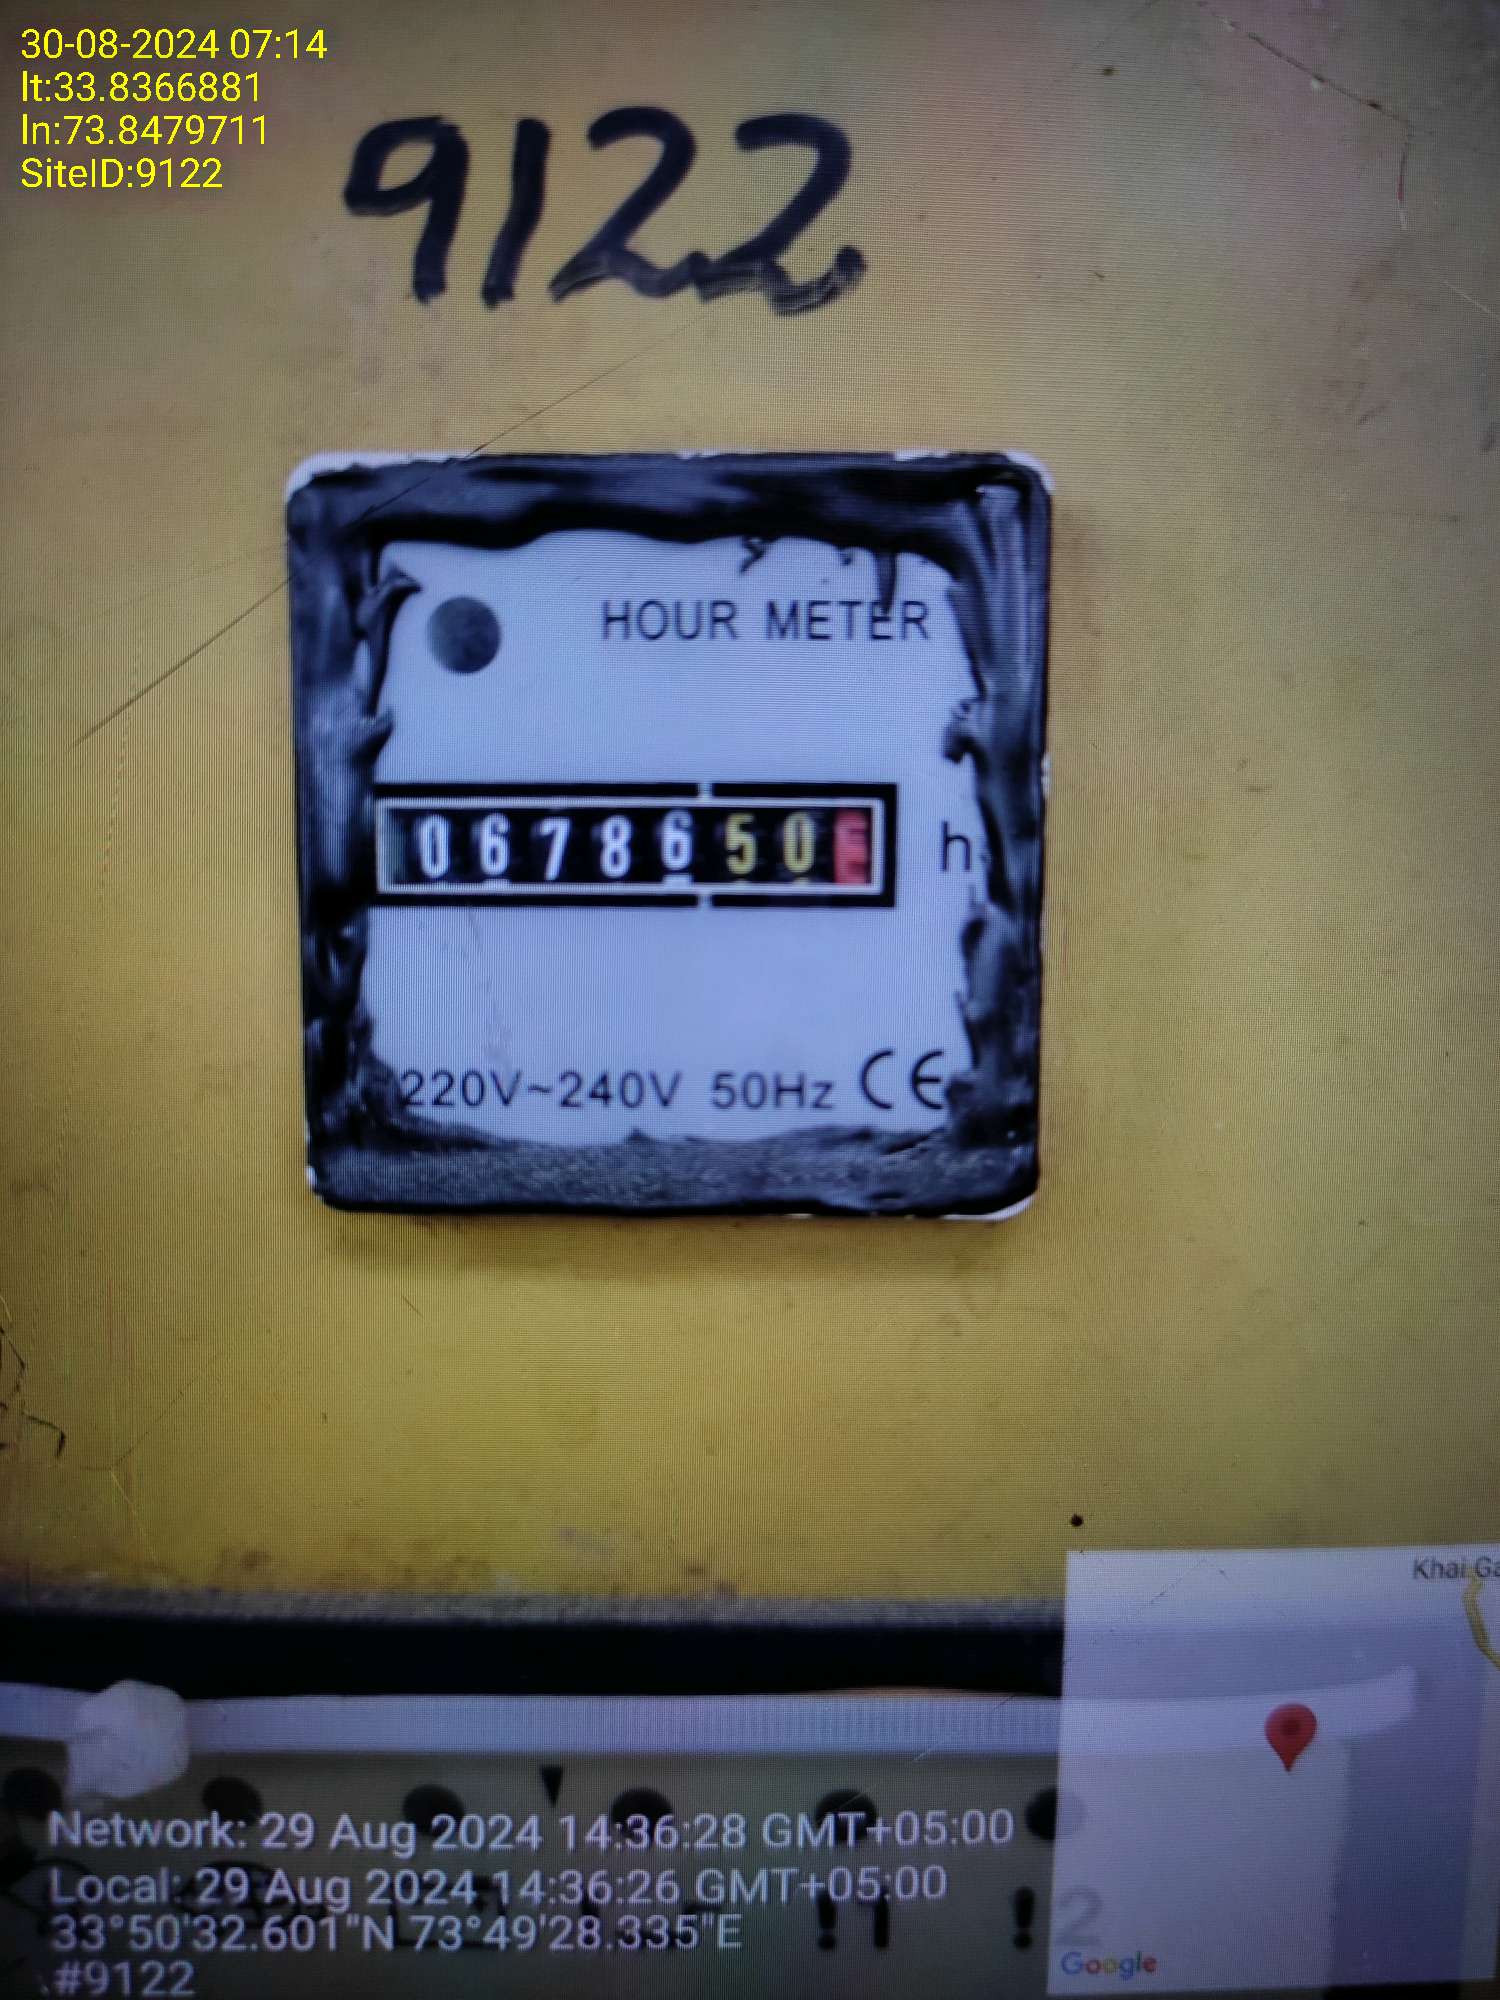 30-08-2024 07:14
lt:33.8366881
ln:73.8479711
SiteID:9122
9122
HOUR METER
0678650
h
220V~240V 50Hz CE
Khai Ga
Network: 29 Aug 2024 14:36:28 GMT+05:00
Local: 29 Aug 2024 14:36:26 GMT+05:00
33°50'32.601"N 73°49'28.335"E
#9122
Google